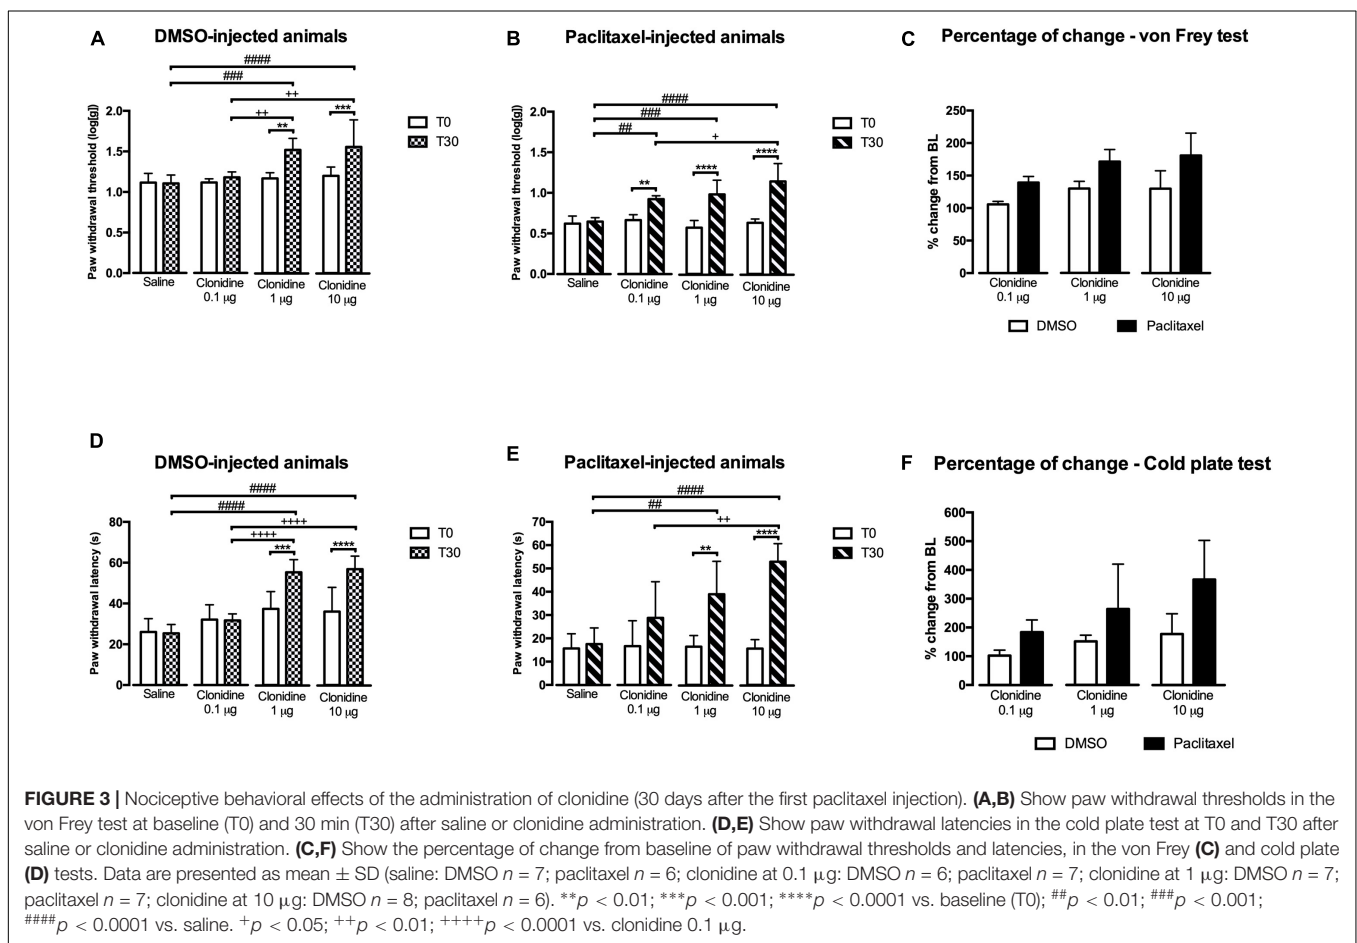 A
DMSO-injected animals
####
###
++
++
**
***
Paw withdrawal threshold (log[g])
2.0
1.5
1.0
0.5
0.0
Saline
Clonidine
0.1 μg
Clonidine
1 μg
Clonidine
10 μg
T0
T30
B
Paclitaxel-injected animals
####
###
##
+
**
****
****
Paw withdrawal threshold (log[g])
2.0
1.5
1.0
0.5
0.0
Saline
Clonidine
0.1 μg
Clonidine
1 μg
Clonidine
10 μg
T0
T30
C
Percentage of change - von Frey test
% change from BL
250
200
150
100
50
0
Clonidine
0.1 μg
Clonidine
1 μg
Clonidine
10 μg
DMSO
Paclitaxel
D
DMSO-injected animals
####
####
++++
++++
***
****
Paw withdrawal latency (s)
80
60
40
20
0
Saline
Clonidine
0.1 μg
Clonidine
1 μg
Clonidine
10 μg
T0
T30
E
Paclitaxel-injected animals
####
##
++
**
****
Paw withdrawal latency (s)
70
60
50
40
30
20
10
0
Saline
Clonidine
0.1 μg
Clonidine
1 μg
Clonidine
10 μg
T0
T30
F
Percentage of change - Cold plate test
% change from BL
600
500
400
300
200
100
0
Clonidine
0.1 μg
Clonidine
1 μg
Clonidine
10 μg
DMSO
Paclitaxel
FIGURE 3 | Nociceptive behavioral effects of the administration of clonidine (30 days after the first paclitaxel injection). (A,B) Show paw withdrawal thresholds in the
von Frey test at baseline (T0) and 30 min (T30) after saline or clonidine administration. (D,E) Show paw withdrawal latencies in the cold plate test at T0 and T30 after
saline or clonidine administration. (C,F) Show the percentage of change from baseline of paw withdrawal thresholds and latencies, in the von Frey (C) and cold plate
(D) tests. Data are presented as mean ± SD (saline: DMSO n = 7; paclitaxel n = 6; clonidine at 0.1 μg: DMSO n = 6; paclitaxel n = 7; clonidine at 1 μg: DMSO n = 7;
paclitaxel n = 7; clonidine at 10 μg: DMSO n = 8; paclitaxel n = 6). **p < 0.01; ***p < 0.001; ****p < 0.0001 vs. baseline (T0); ##p < 0.01; ###p < 0.001;
####p < 0.0001 vs. saline. +p < 0.05; ++p < 0.01; ++++p < 0.0001 vs. clonidine 0.1 μg.